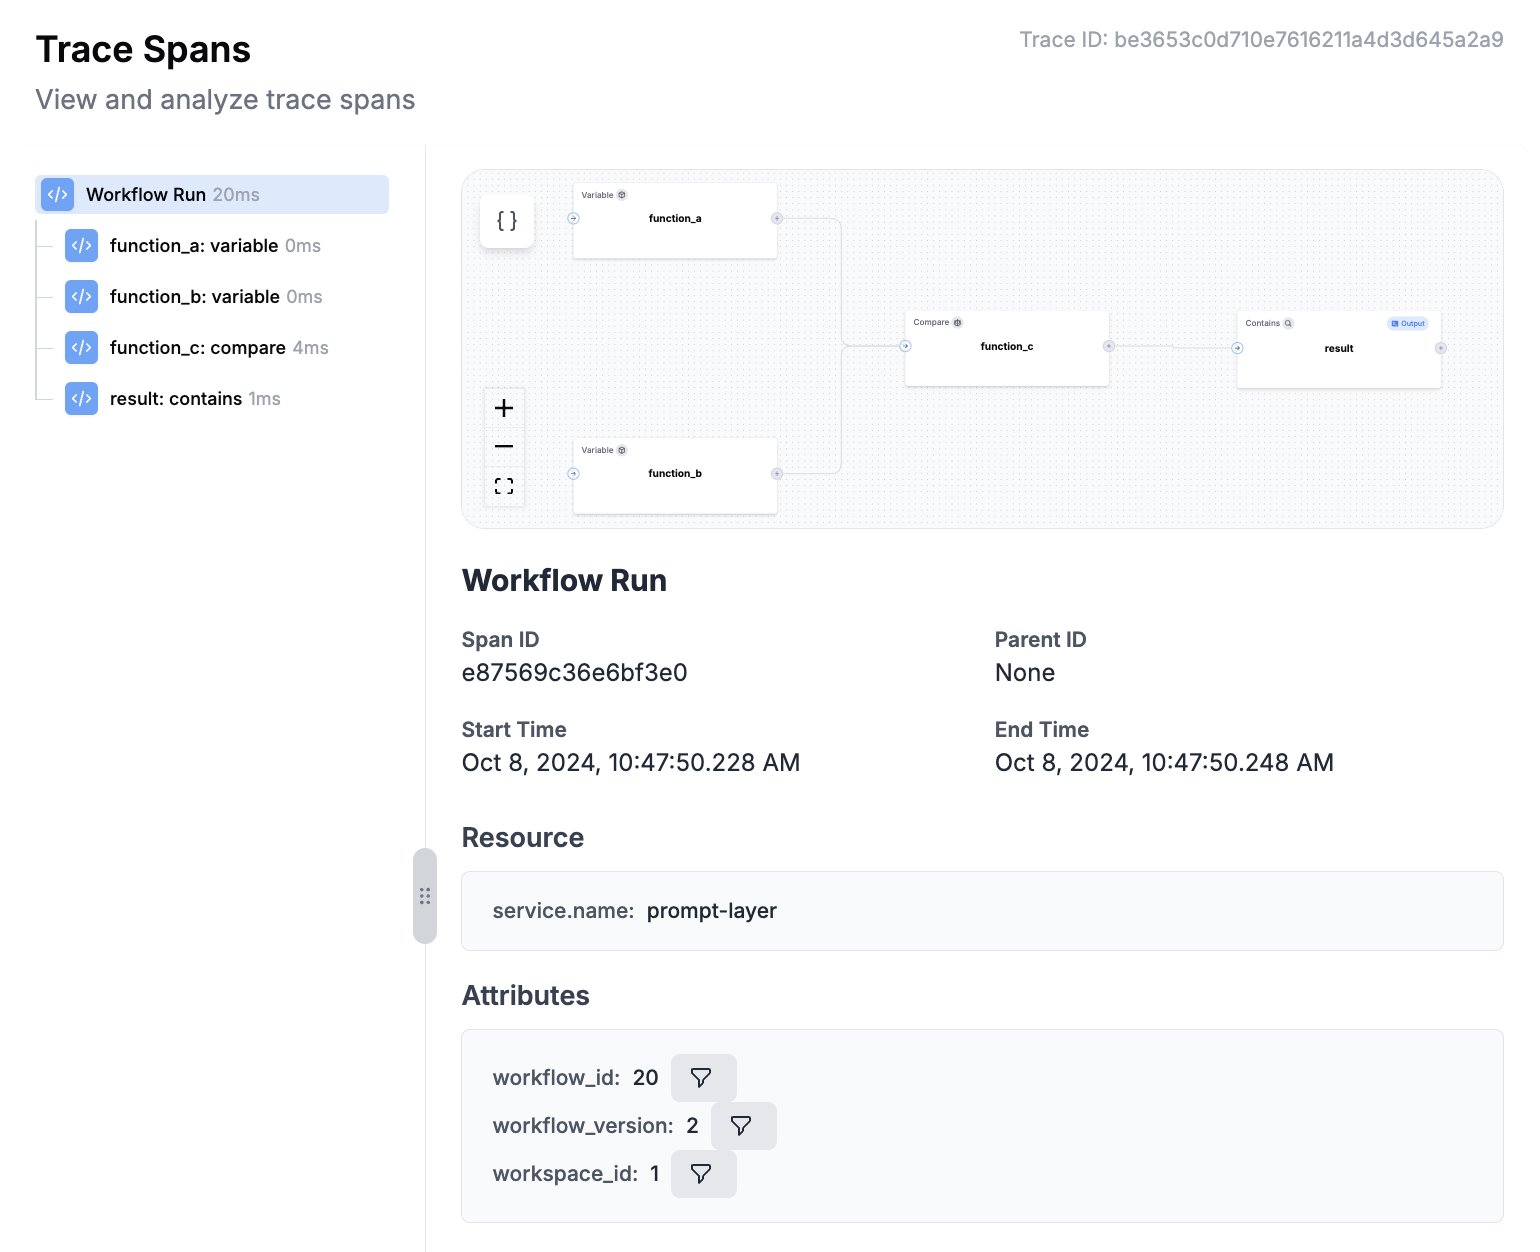 Trace Spans
Trace ID: be3653c0d710e7616211a4d3d645a2a9
View and analyze trace spans
Workflow Run 20ms
function_a: variable 0ms
function_b: variable 0ms
function_c: compare 4ms
result: contains 1ms
{ }
Variable
function_a
Compare
function_c
Contains
Output
result
Variable
function_b
Workflow Run
Span ID
e87569c36e6bf3e0
Parent ID
None
Start Time
Oct 8, 2024, 10:47:50.228 AM
End Time
Oct 8, 2024, 10:47:50.248 AM
Resource
service.name: prompt-layer
Attributes
workflow_id: 20
workflow_version: 2
workspace_id: 1